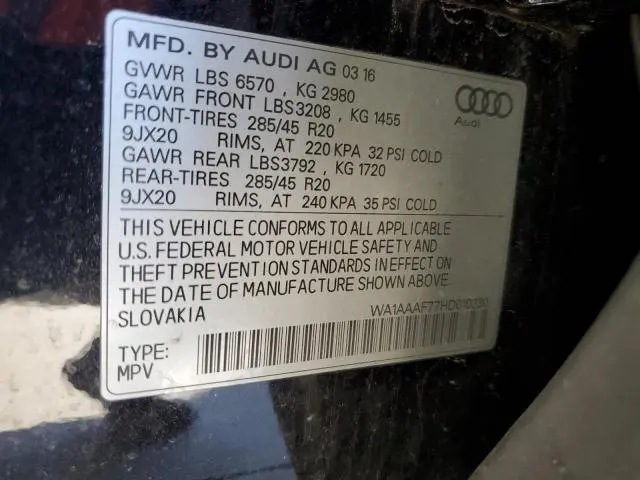 MFD. BY AUDI AG 03 16
GVWR LBS 6570 , KG 2980
GAWR FRONT LBS3208 , KG 1455
FRONT-TIRES 285/45 R20
9JX20 RIMS, AT 220 KPA 32 PSI COLD
GAWR REAR LBS3792 , KG 1720
REAR-TIRES 285/45 R20
9JX20 RIMS, AT 240 KPA 35 PSI COLD
Audi
THIS VEHICLE CONFORMS TO ALL APPLICABLE
U.S. FEDERAL MOTOR VEHICLE SAFETY AND
THEFT PREVENTION STANDARDS IN EFFECT ON
THE DATE OF MANUFACTURE SHOWN ABOVE
SLOVAKIA
WA1AAAF77HD010230
TYPE:
MPV